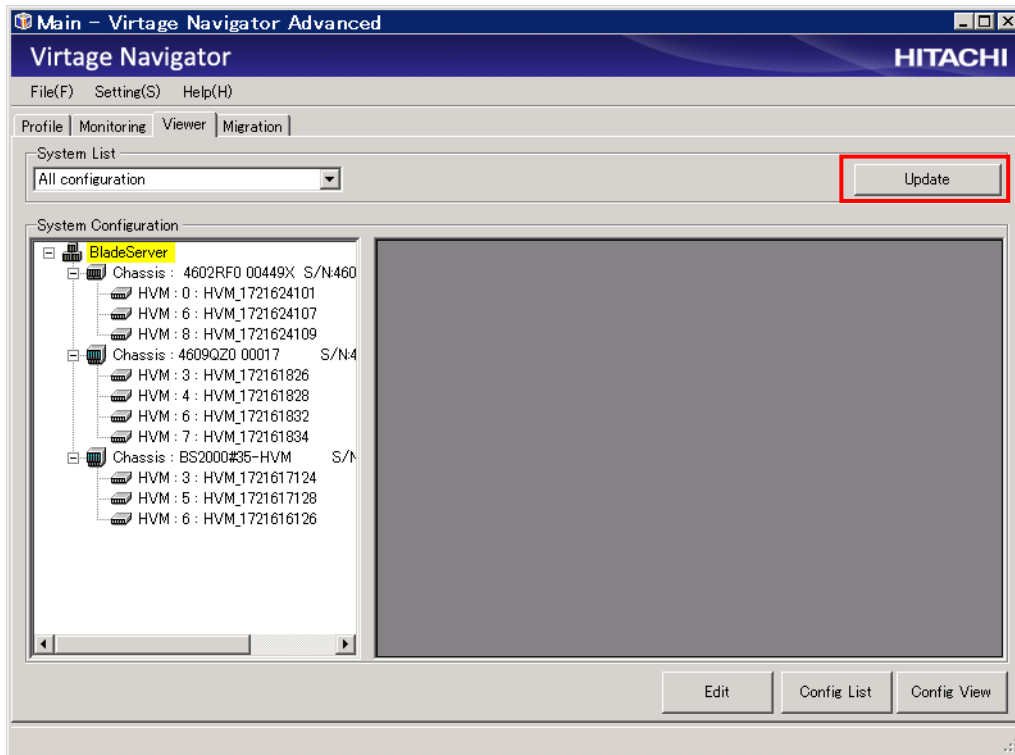 Main - Virtage Navigator Advanced
Virtage Navigator HITACHI
File(F) Setting(S) Help(H)
Profile Monitoring Viewer Migration
System List
All configuration Update
System Configuration
BladeServer
Chassis : 4602RF0 00449X S/N:460
HVM : 0 : HVM_1721624101
HVM : 6 : HVM_1721624107
HVM : 8 : HVM_1721624109
Chassis : 4609QZ0 00017 S/N:4
HVM : 3 : HVM_172161826
HVM : 4 : HVM_172161828
HVM : 6 : HVM_172161832
HVM : 7 : HVM_172161834
Chassis : BS2000#35-HVM S/N
HVM : 3 : HVM_1721617124
HVM : 5 : HVM_1721617128
HVM : 6 : HVM_1721616126
Edit Config List Config View